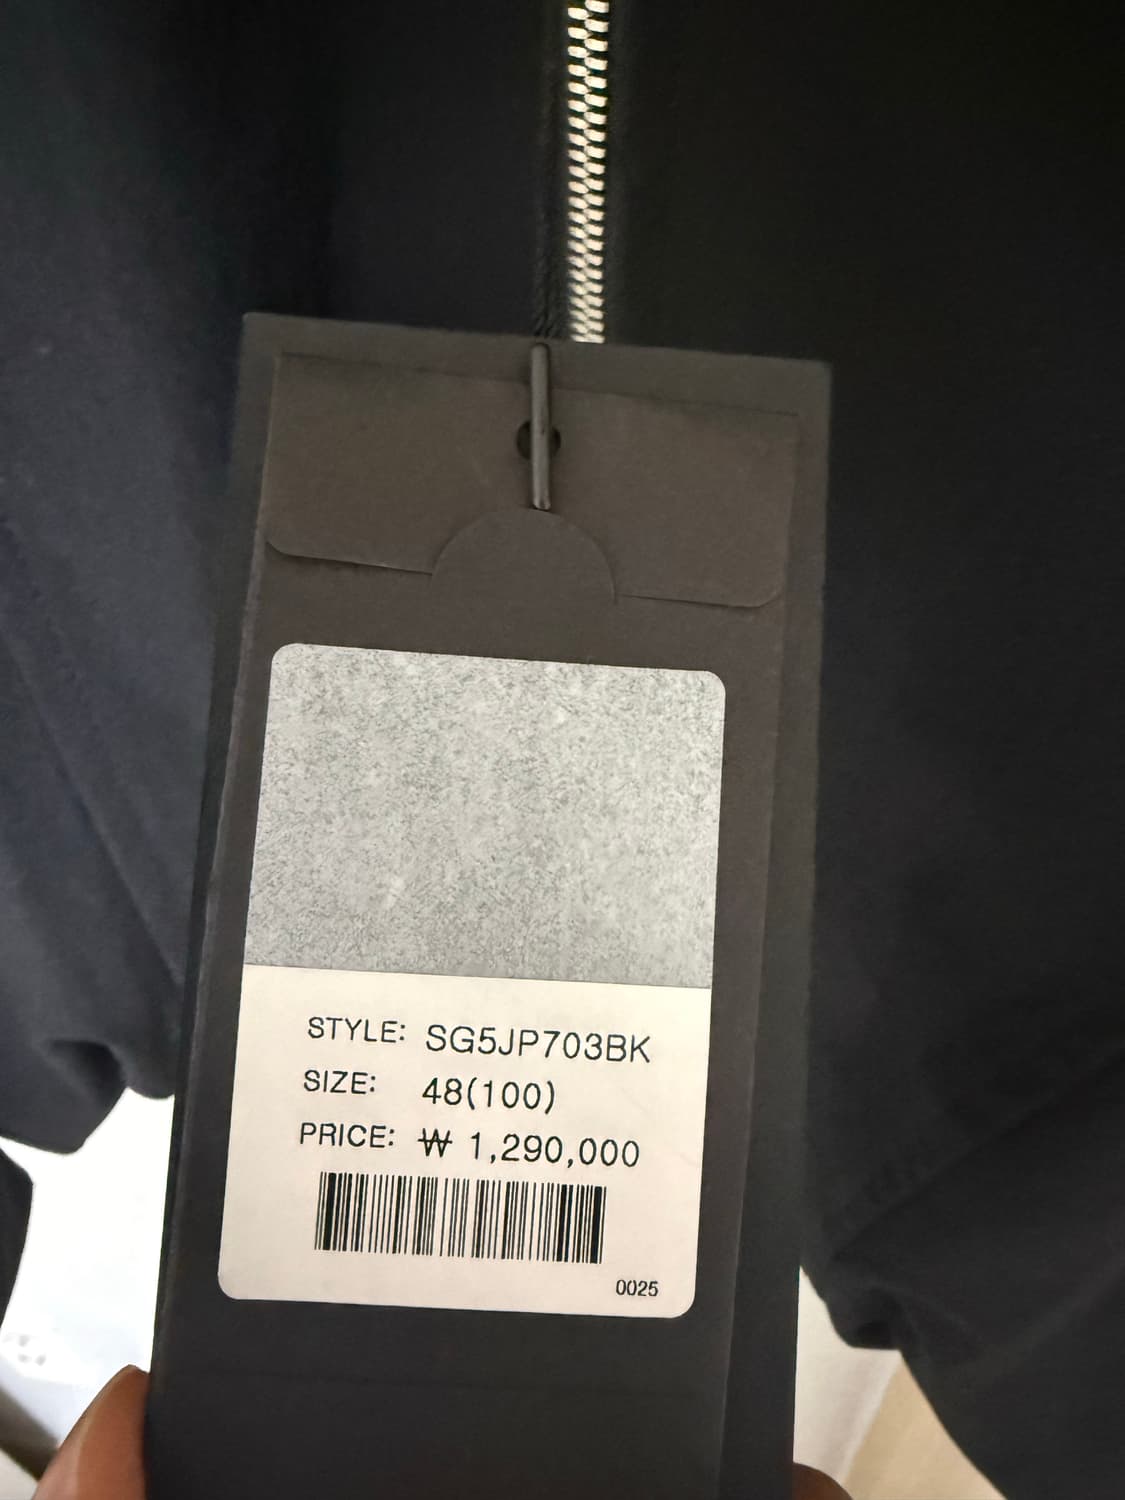 STYLE: SG5JP703BK
SIZE: 48(100)
PRICE: ₩ 1,290,000
0025